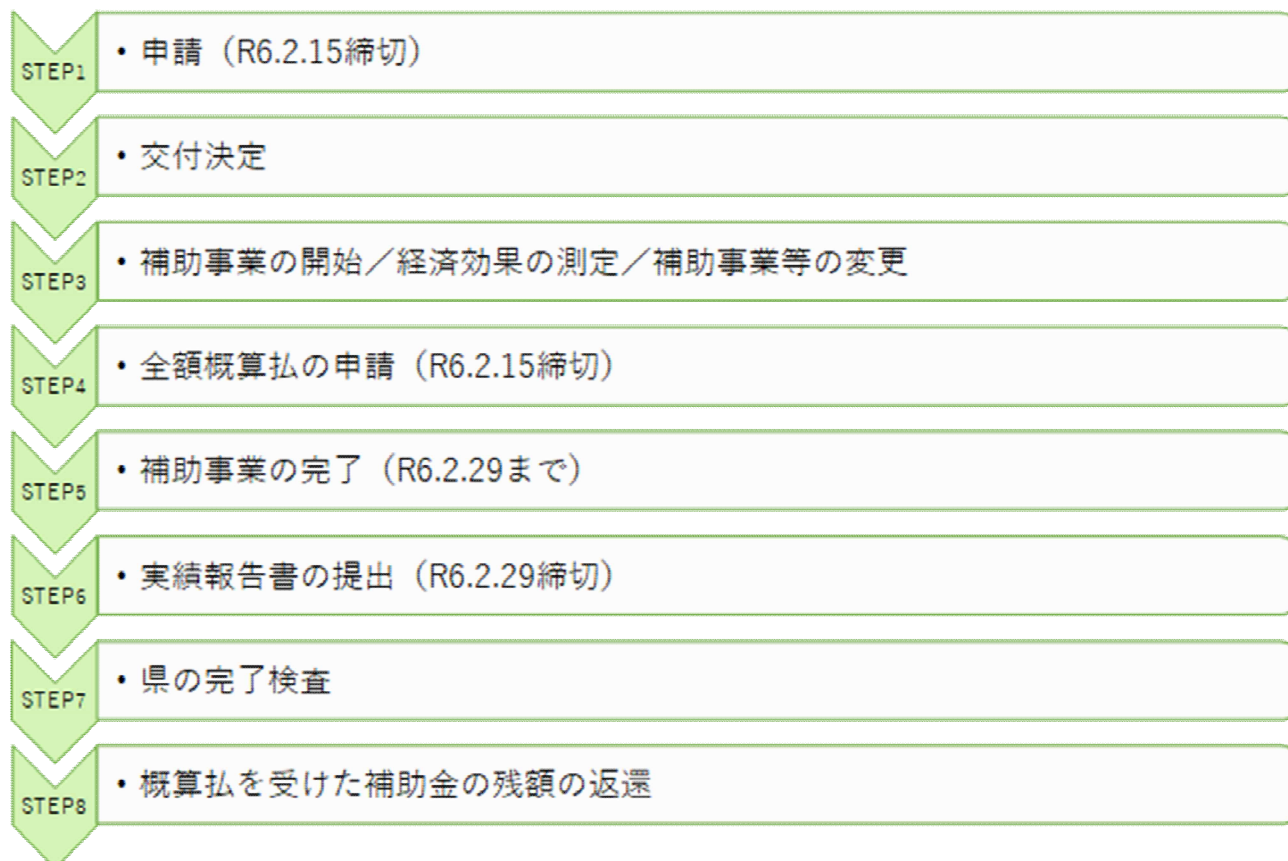 STEP1
・申請（R6.2.15締切）
STEP2
・交付決定
STEP3
・補助事業の開始／経済効果の測定／補助事業等の変更
STEP4
・全額概算払の申請（R6.2.15締切）
STEP5
・補助事業の完了（R6.2.29まで）
STEP6
・実績報告書の提出（R6.2.29締切）
STEP7
・県の完了検査
STEP8
・概算払を受けた補助金の残額の返還